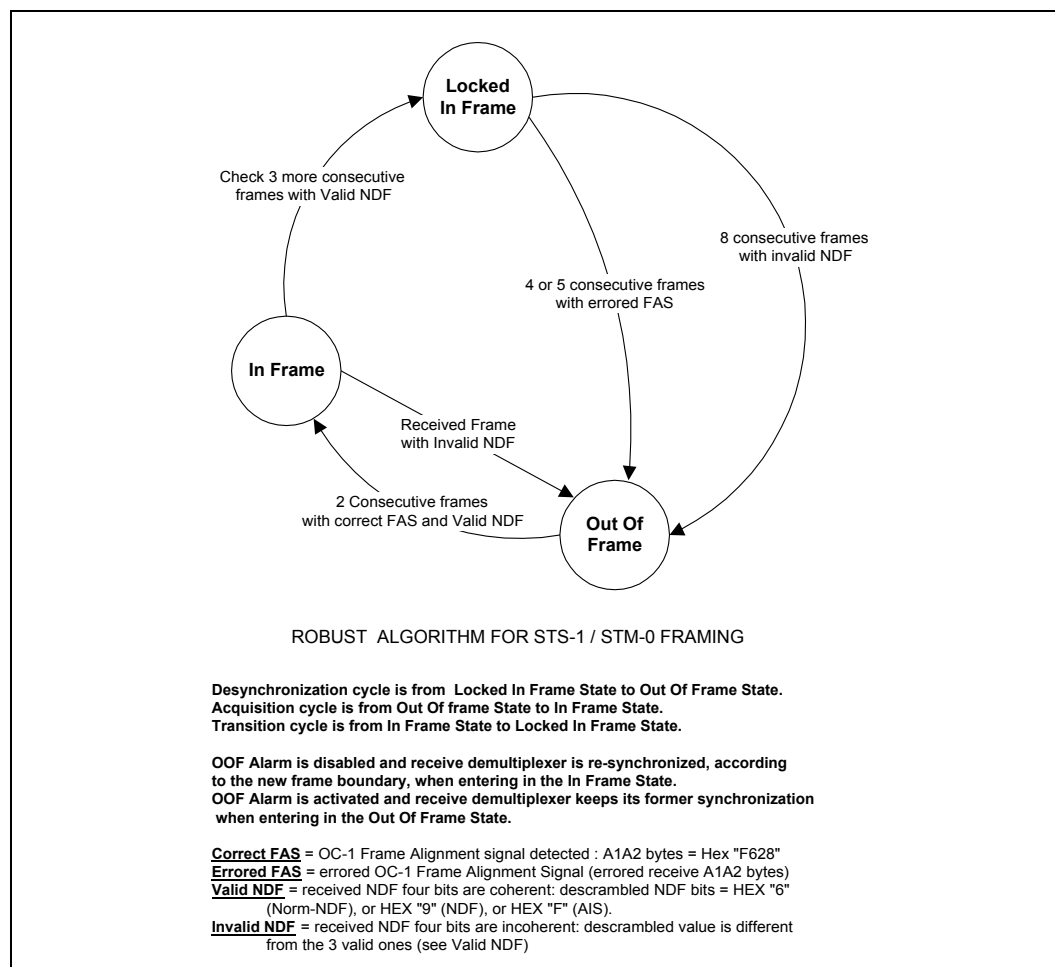 Locked
In Frame
Check 3 more consecutive
frames with Valid NDF
8 consecutive frames
with invalid NDF
4 or 5 consecutive frames
with errored FAS
In Frame
Received Frame
with Invalid NDF
2 Consecutive frames
with correct FAS and Valid NDF
Out Of
Frame
ROBUST ALGORITHM FOR STS-1 / STM-0 FRAMING
Desynchronization cycle is from Locked In Frame State to Out Of Frame State.
Acquisition cycle is from Out Of frame State to In Frame State.
Transition cycle is from In Frame State to Locked In Frame State.
OOF Alarm is disabled and receive demultiplexer is re-synchronized, according
to the new frame boundary, when entering in the In Frame State.
OOF Alarm is activated and receive demultiplexer keeps its former synchronization
when entering in the Out Of Frame State.
Correct FAS = OC-1 Frame Alignment signal detected : A1A2 bytes = Hex "F628"
Errored FAS = errored OC-1 Frame Alignment Signal (errored receive A1A2 bytes)
Valid NDF = received NDF four bits are coherent: descrambled NDF bits = HEX "6"
(Norm-NDF), or HEX "9" (NDF), or HEX "F" (AIS).
Invalid NDF = received NDF four bits are incoherent: descrambled value is different
from the 3 valid ones (see Valid NDF)